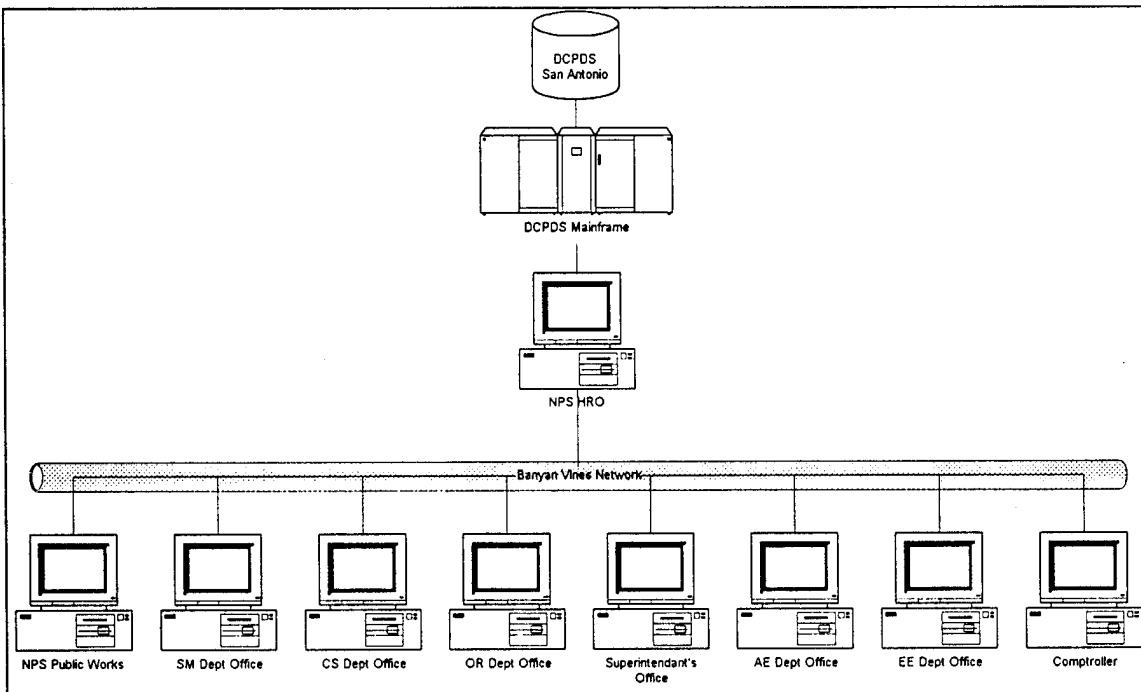 DCPDS
San Antonio
DCPDS Mainframe
NPS HRO
Banyan Vines Network
NPS Public Works
SM Dept Office
CS Dept Office
OR Dept Office
Superintendant's
Office
AE Dept Office
EE Dept Office
Comptroller